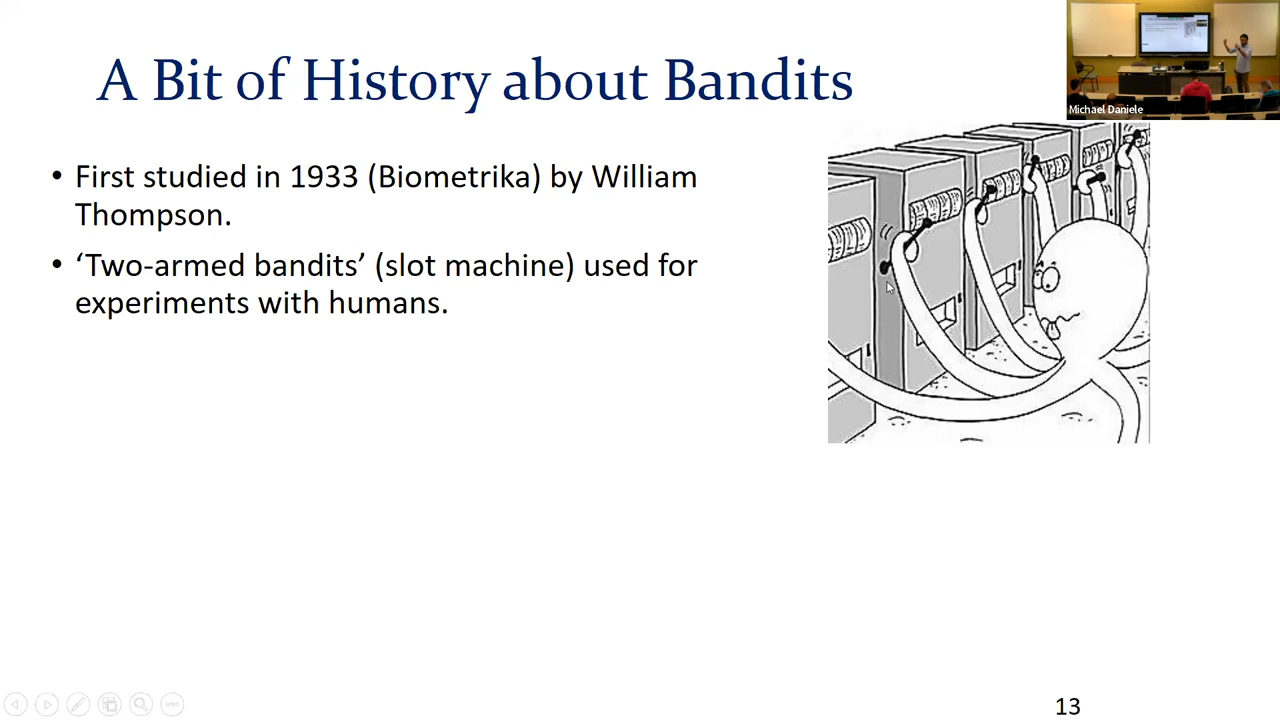 A Bit of History about Bandits
Michael Daniele
• First studied in 1933 (Biometrika) by William
Thompson.
• ‘Two-armed bandits’ (slot machine) used for
experiments with humans.
13